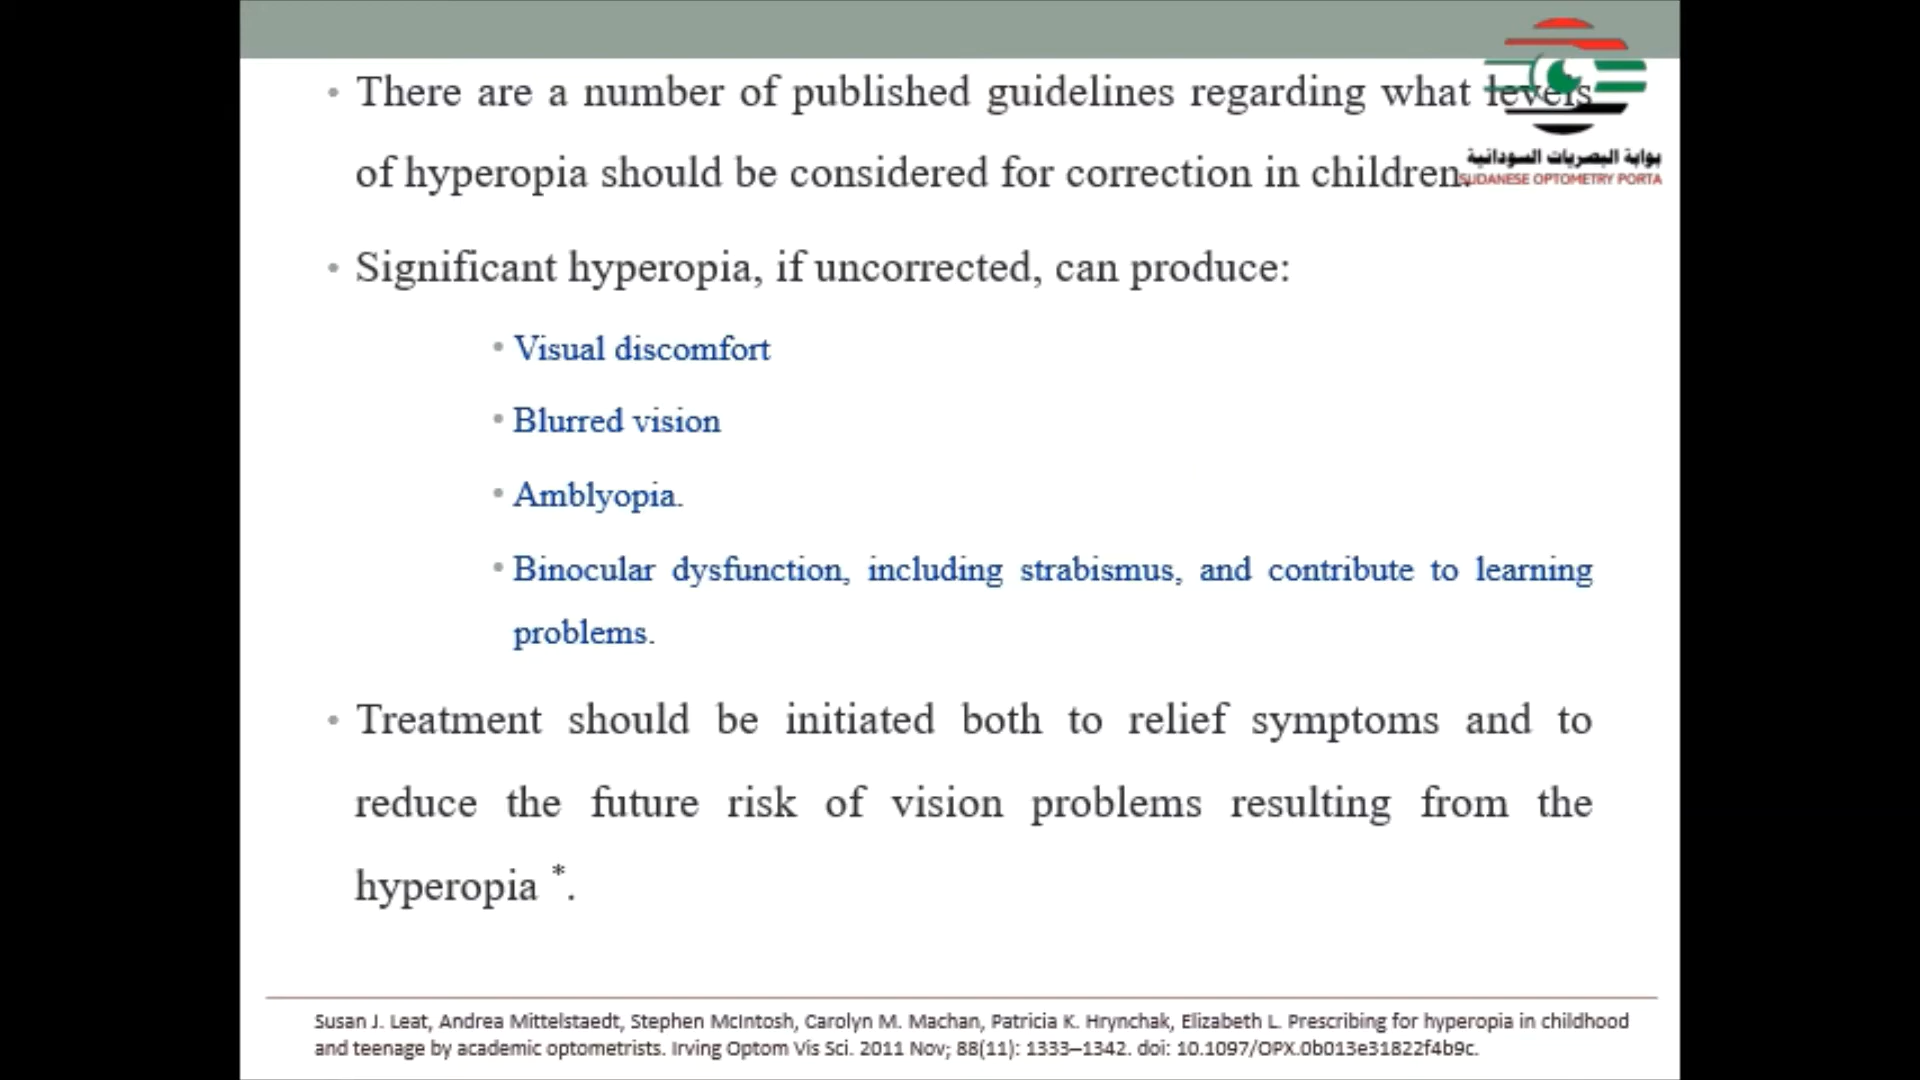 • There are a number of published guidelines regarding what levels
of hyperopia should be considered for correction in children.
بوابة البصريات السودانية
SUDANESE OPTOMETRY PORTA
• Significant hyperopia, if uncorrected, can produce:
• Visual discomfort
• Blurred vision
• Amblyopia.
• Binocular dysfunction, including strabismus, and contribute to learning
problems.
• Treatment should be initiated both to relief symptoms and to
reduce the future risk of vision problems resulting from the
hyperopia *.
Susan J. Leat, Andrea Mittelstaedt, Stephen McIntosh, Carolyn M. Machan, Patricia K. Hrynchak, Elizabeth L. Prescribing for hyperopia in childhood
and teenage by academic optometrists. Irving Optom Vis Sci. 2011 Nov; 88(11): 1333–1342. doi: 10.1097/OPX.0b013e31822f4b9c.